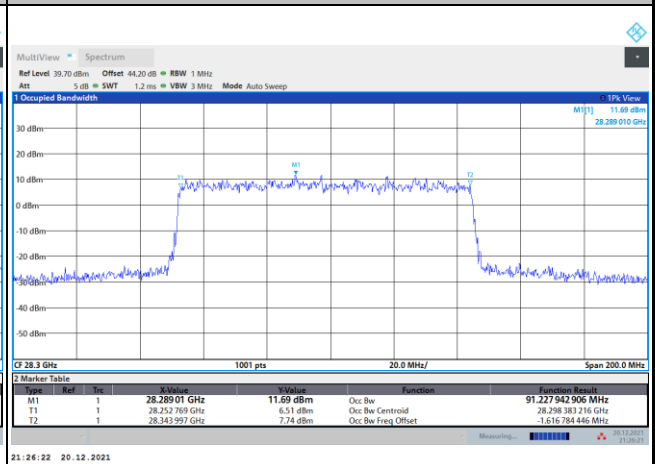 MultiView Spectrum
Ref Level 39.70 dBm Offset 44.20 dB RBW 1 MHz
Att 5 dB SWT 1.2 ms VBW 3 MHz Mode Auto Sweep
1 Occupied Bandwidth 1Pk View
M1[1] 11.69 dBm
28.289 010 GHz
30 dBm
20 dBm
M1
T1 T2
10 dBm
0 dBm
-10 dBm
-20 dBm
-30 dBm
-40 dBm
-50 dBm
CF 28.3 GHz 1001 pts 20.0 MHz/ Span 200.0 MHz
2 Marker Table
Type Ref Trc X-Value Y-Value Function Function Result
M1 1 28.28901 GHz 11.69 dBm Occ Bw 91.227 942 906 MHz
T1 1 28.252 769 GHz 6.51 dBm Occ Bw Centroid 28.298 383 216 GHz
T2 1 28.343 997 GHz 7.74 dBm Occ Bw Freq Offset -1.616 784 446 MHz
Measuring... 20.12.2021
21:26:21
21:26:22 20.12.2021